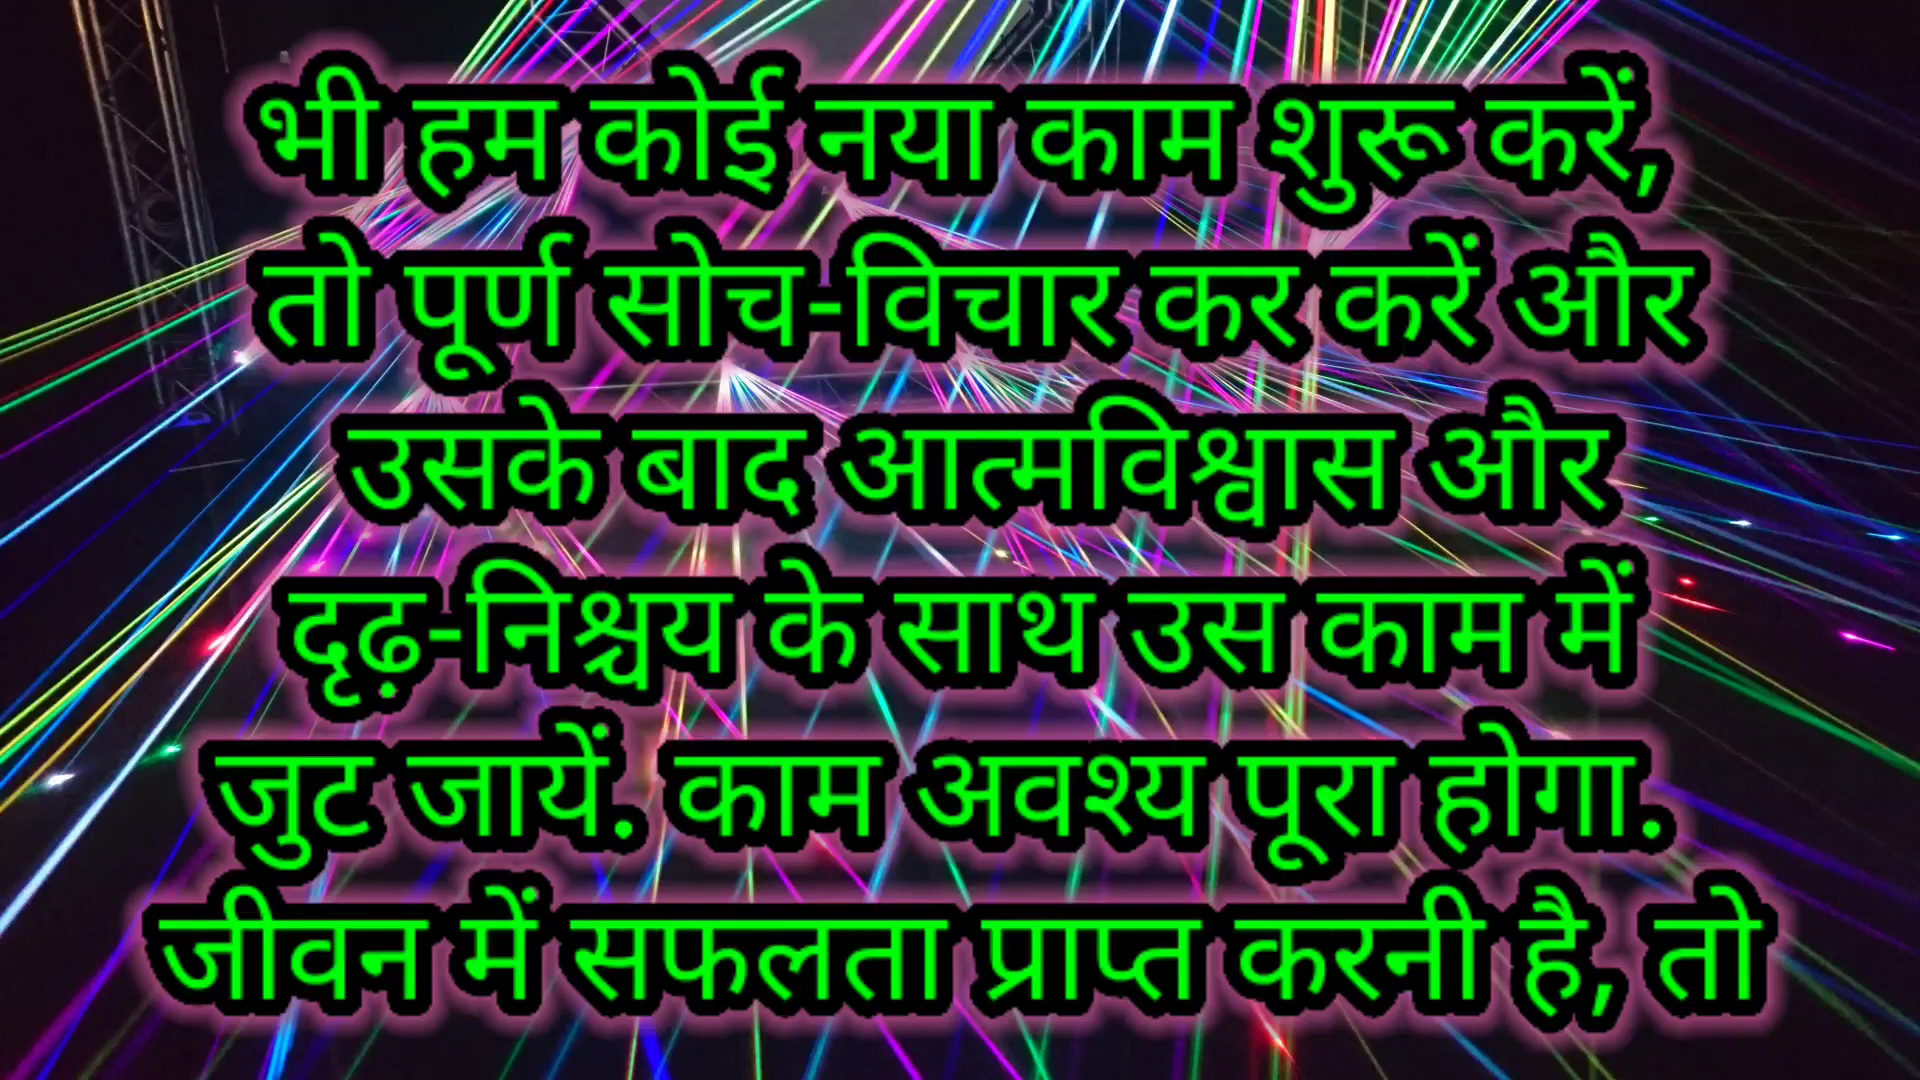 भी हम कोई नया काम शुरू करें,
तो पूर्ण सोच-विचार कर करें और
उसके बाद आत्मविश्वास और
दृढ़-निश्चय के साथ उस काम में
जुट जायें. काम अवश्य पूरा होगा.
जीवन में सफलता प्राप्त करनी है, तो